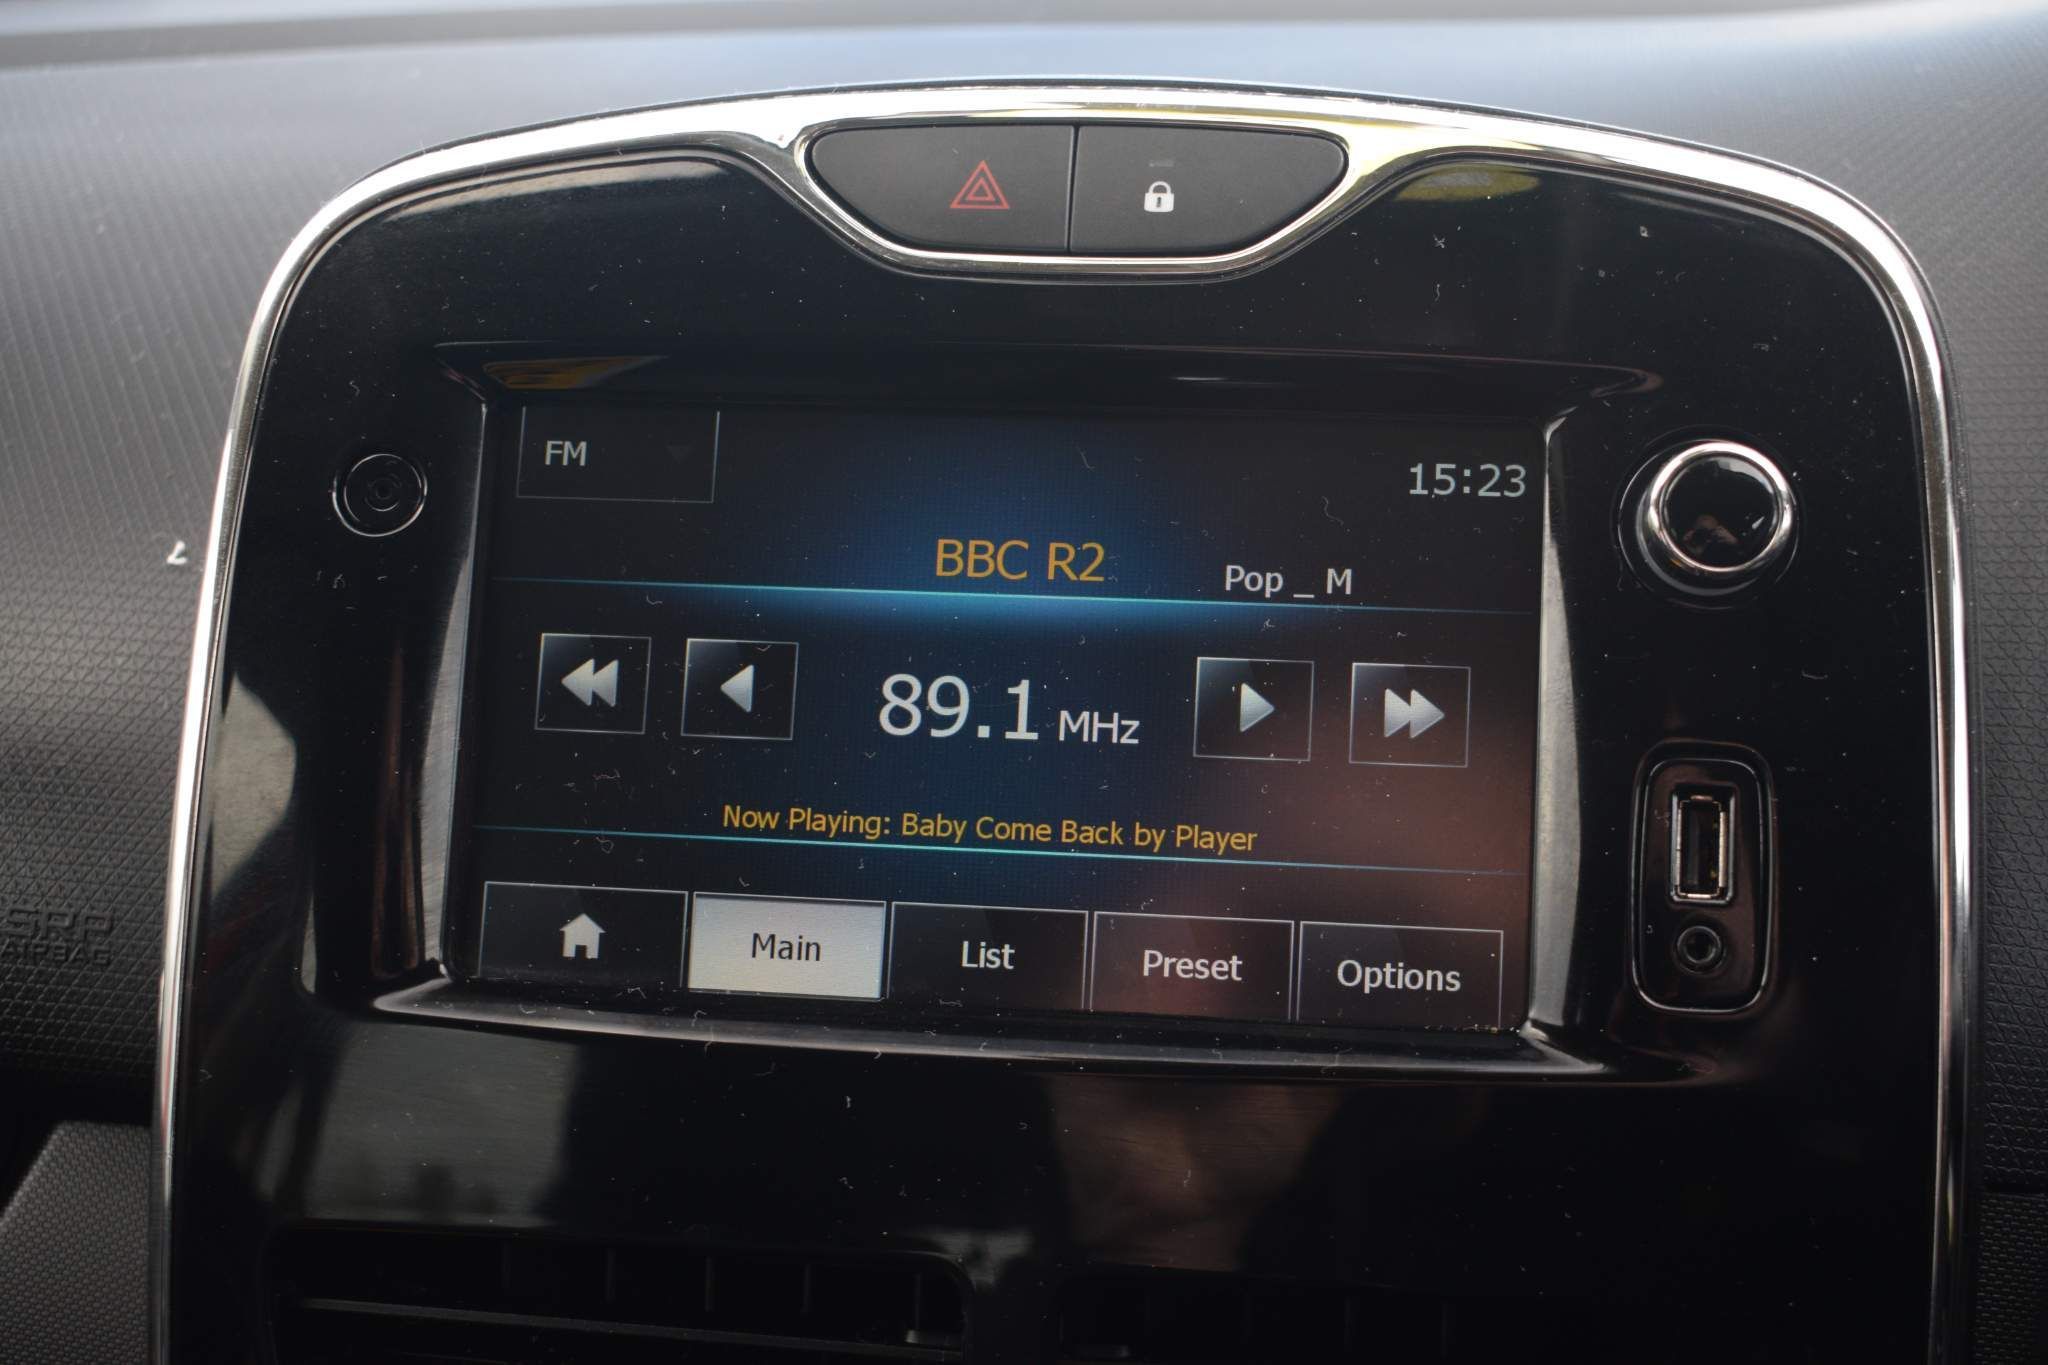 FM
15:23
BBC R2
Pop _ M
89.1 MHz
Now Playing: Baby Come Back by Player
Main
List
Preset
Options
AIRBAG